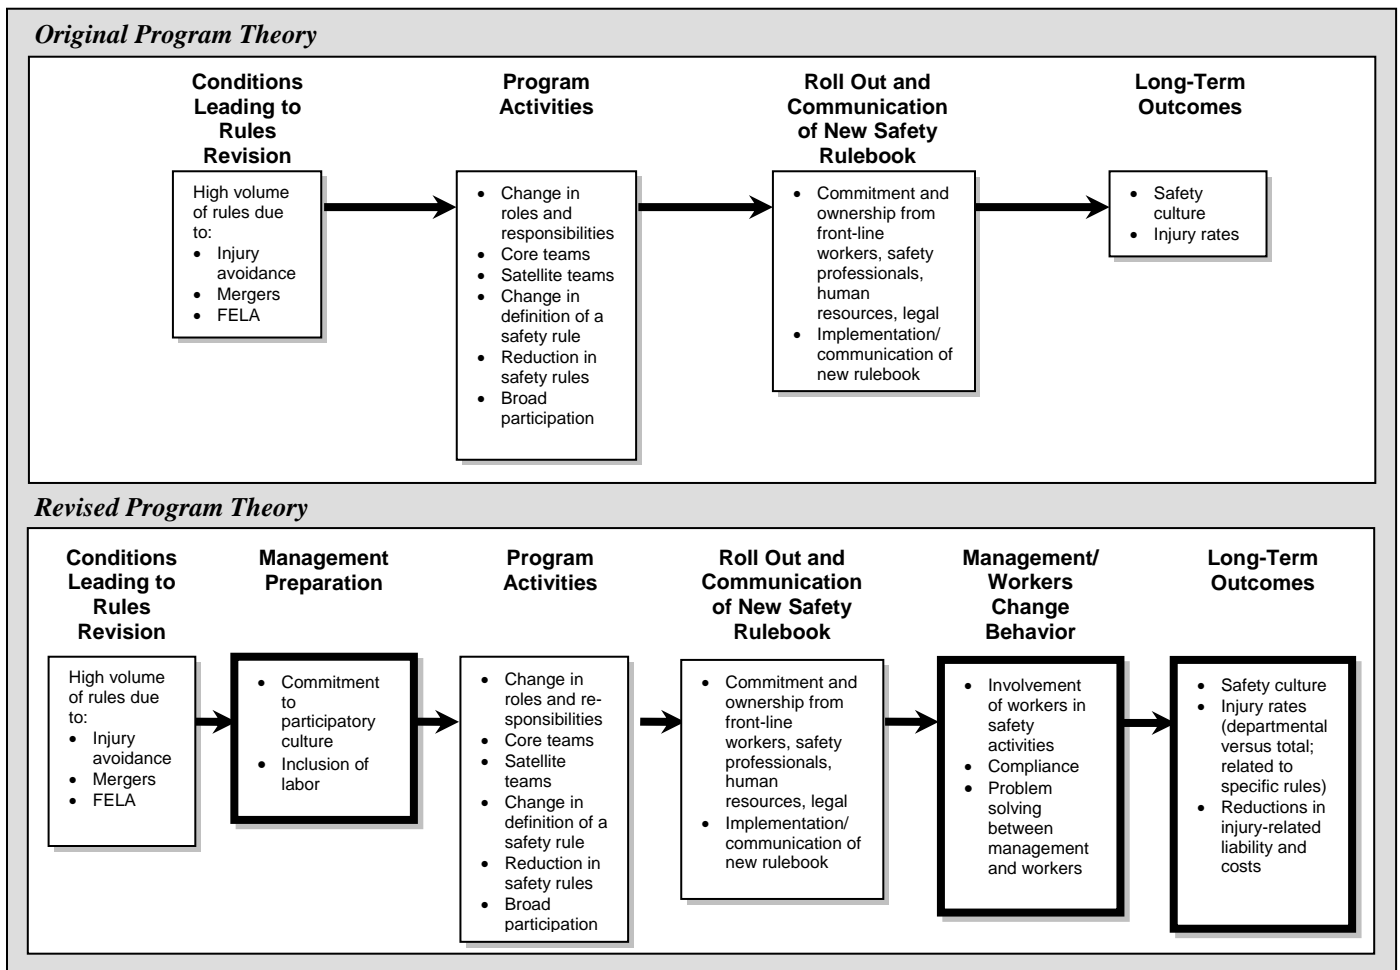 Original Program Theory
Conditions
Leading to
Rules
Revision
High volume
of rules due
to:
• Injury
avoidance
• Mergers
• FELA
Program
Activities
• Change in
roles and
responsibilities
• Core teams
• Satellite teams
• Change in
definition of a
safety rule
• Reduction in
safety rules
• Broad
participation
Roll Out and
Communication
of New Safety
Rulebook
• Commitment and
ownership from
front-line
workers, safety
professionals,
human
resources, legal
• Implementation/
communication of
new rulebook
Long-Term
Outcomes
• Safety
culture
• Injury rates
Revised Program Theory
Conditions
Leading to
Rules
Revision
High volume
of rules due
to:
• Injury
avoidance
• Mergers
• FELA
Management
Preparation
• Commitment
to
participatory
culture
• Inclusion of
labor
Program
Activities
• Change in
roles and re-
sponsibilities
• Core teams
• Satellite
teams
• Change in
definition of a
safety rule
• Reduction in
safety rules
• Broad
participation
Roll Out and
Communication
of New Safety
Rulebook
• Commitment and
ownership from
front-line
workers, safety
professionals,
human
resources, legal
• Implementation/
communication of
new rulebook
Management/
Workers
Change
Behavior
• Involvement
of workers in
safety
activities
• Compliance
• Problem
solving
between
management
and workers
Long-Term
Outcomes
• Safety culture
• Injury rates
(departmental
versus total;
related to
specific rules)
• Reductions in
injury-related
liability and
costs